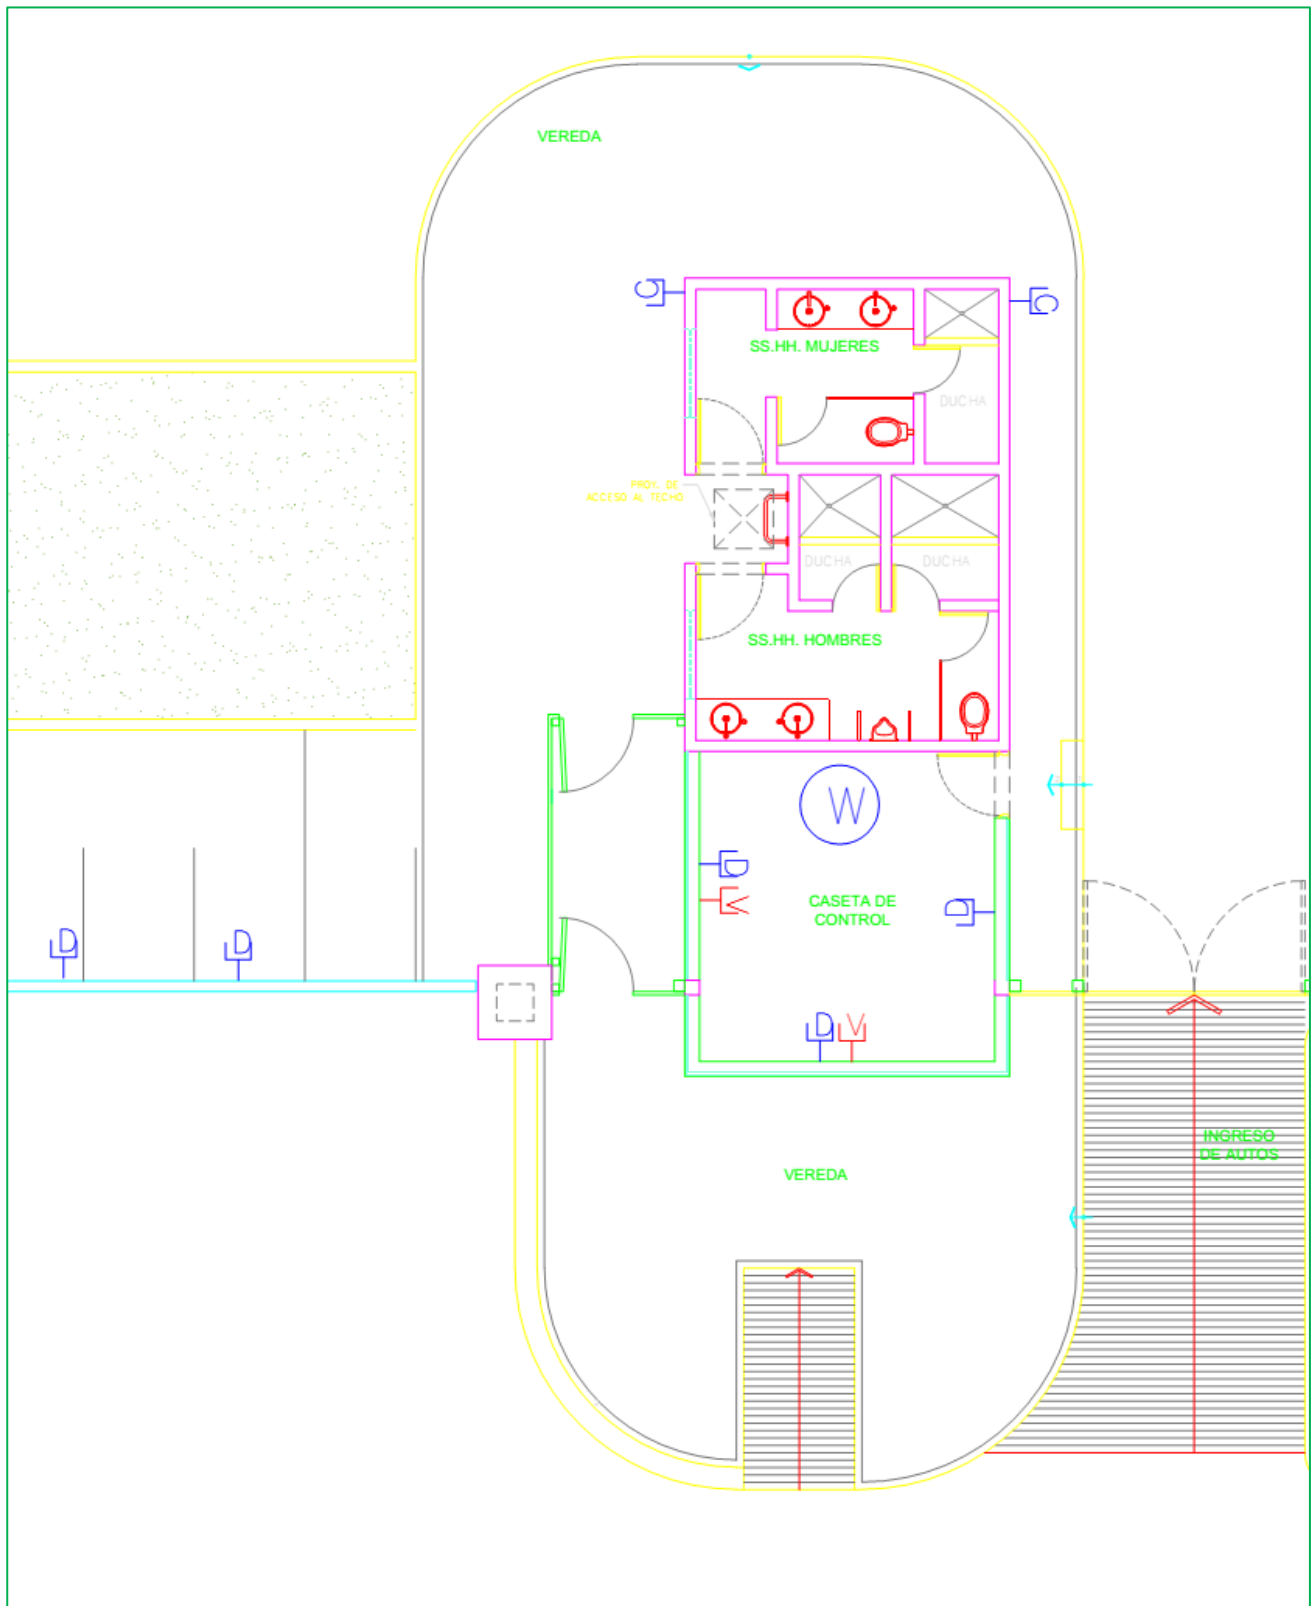 VEREDA
C
C
SS.HH. MUJERES
DUCHA
PROY. DE
ACCESO AL TECHO
DUCHA
DUCHA
SS.HH. HOMBRES
W
D
V
CASETA DE
CONTROL
D
D
D
D
V
INGRESO
DE AUTOS
VEREDA